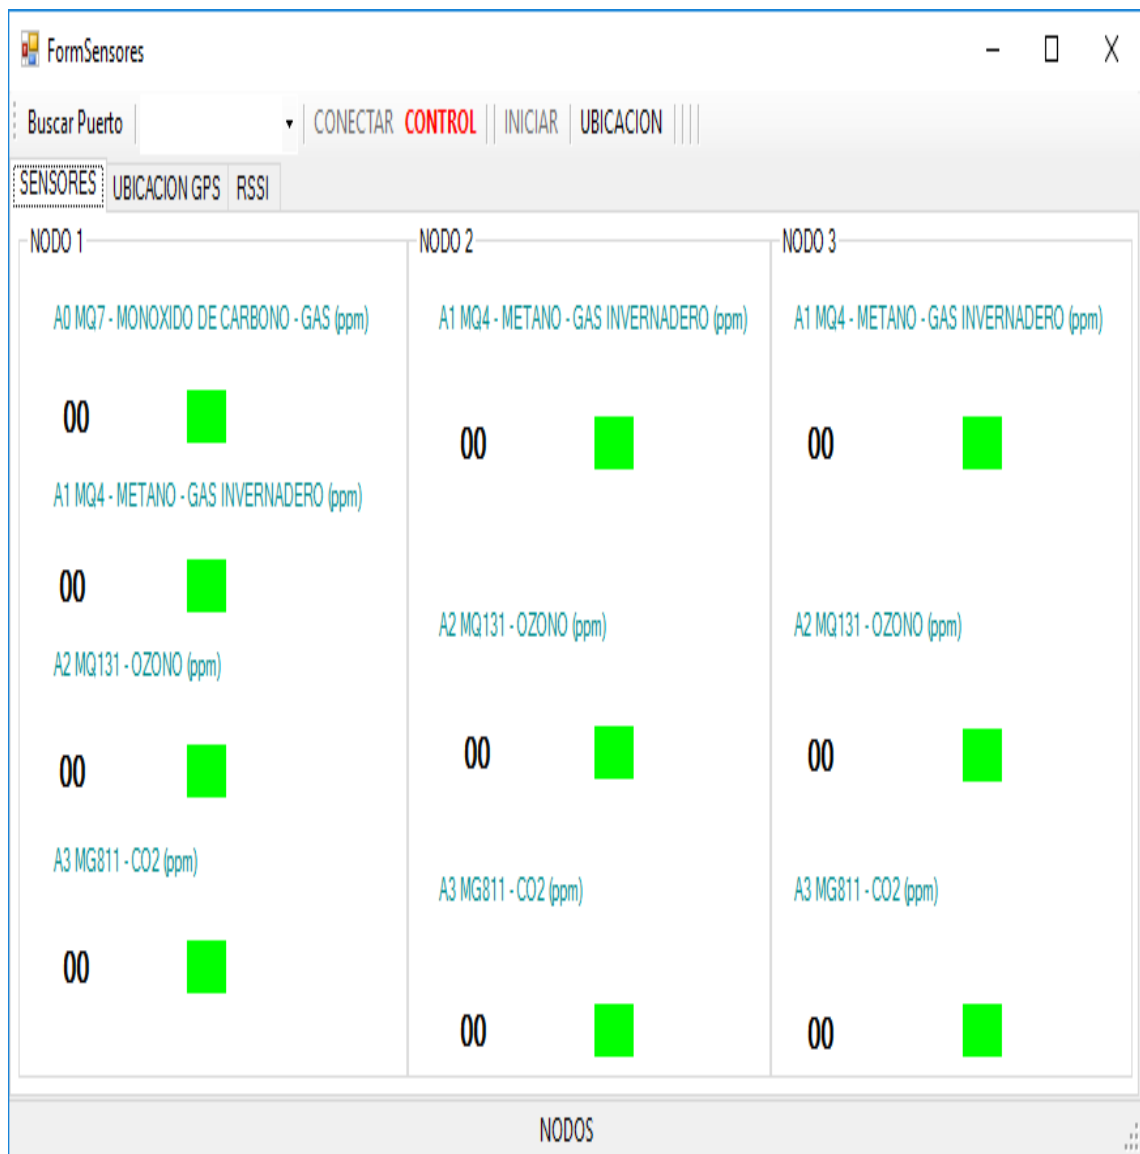 FormSensores
Buscar Puerto CONECTAR CONTROL INICIAR UBICACION
SENSORES UBICACION GPS RSSI
NODO 1
A0 MQ7 - MONOXIDO DE CARBONO - GAS (ppm)
00
A1 MQ4 - METANO - GAS INVERNADERO (ppm)
00
A2 MQ131 - OZONO (ppm)
00
A3 MG811 - CO2 (ppm)
00
NODO 2
A1 MQ4 - METANO - GAS INVERNADERO (ppm)
00
A2 MQ131 - OZONO (ppm)
00
A3 MG811 - CO2 (ppm)
00
NODO 3
A1 MQ4 - METANO - GAS INVERNADERO (ppm)
00
A2 MQ131 - OZONO (ppm)
00
A3 MG811 - CO2 (ppm)
00
NODOS